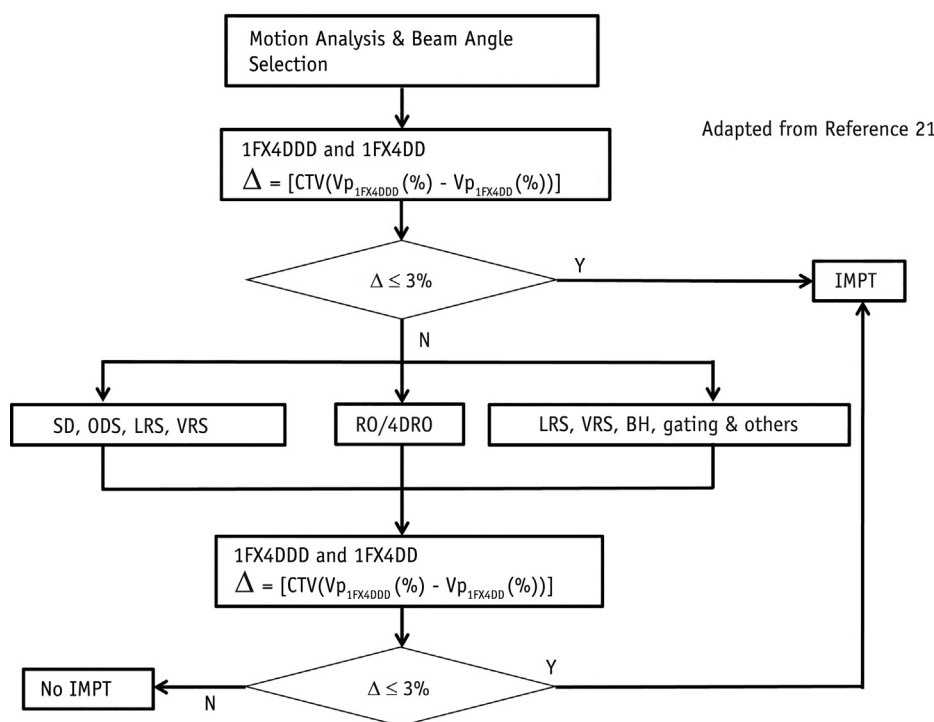 Motion Analysis & Beam Angle
Selection
Adapted from Reference 21
1FX4DDD and 1FX4DD
Δ = [CTV(Vp1FX4DDD(%) - Vp1FX4DD(%))]
Δ ≤ 3%
Y
IMPT
N
SD, ODS, LRS, VRS
RO/4DRO
LRS, VRS, BH, gating & others
1FX4DDD and 1FX4DD
Δ = [CTV(Vp1FX4DDD(%) - Vp1FX4DD(%))]
Δ ≤ 3%
Y
N
No IMPT